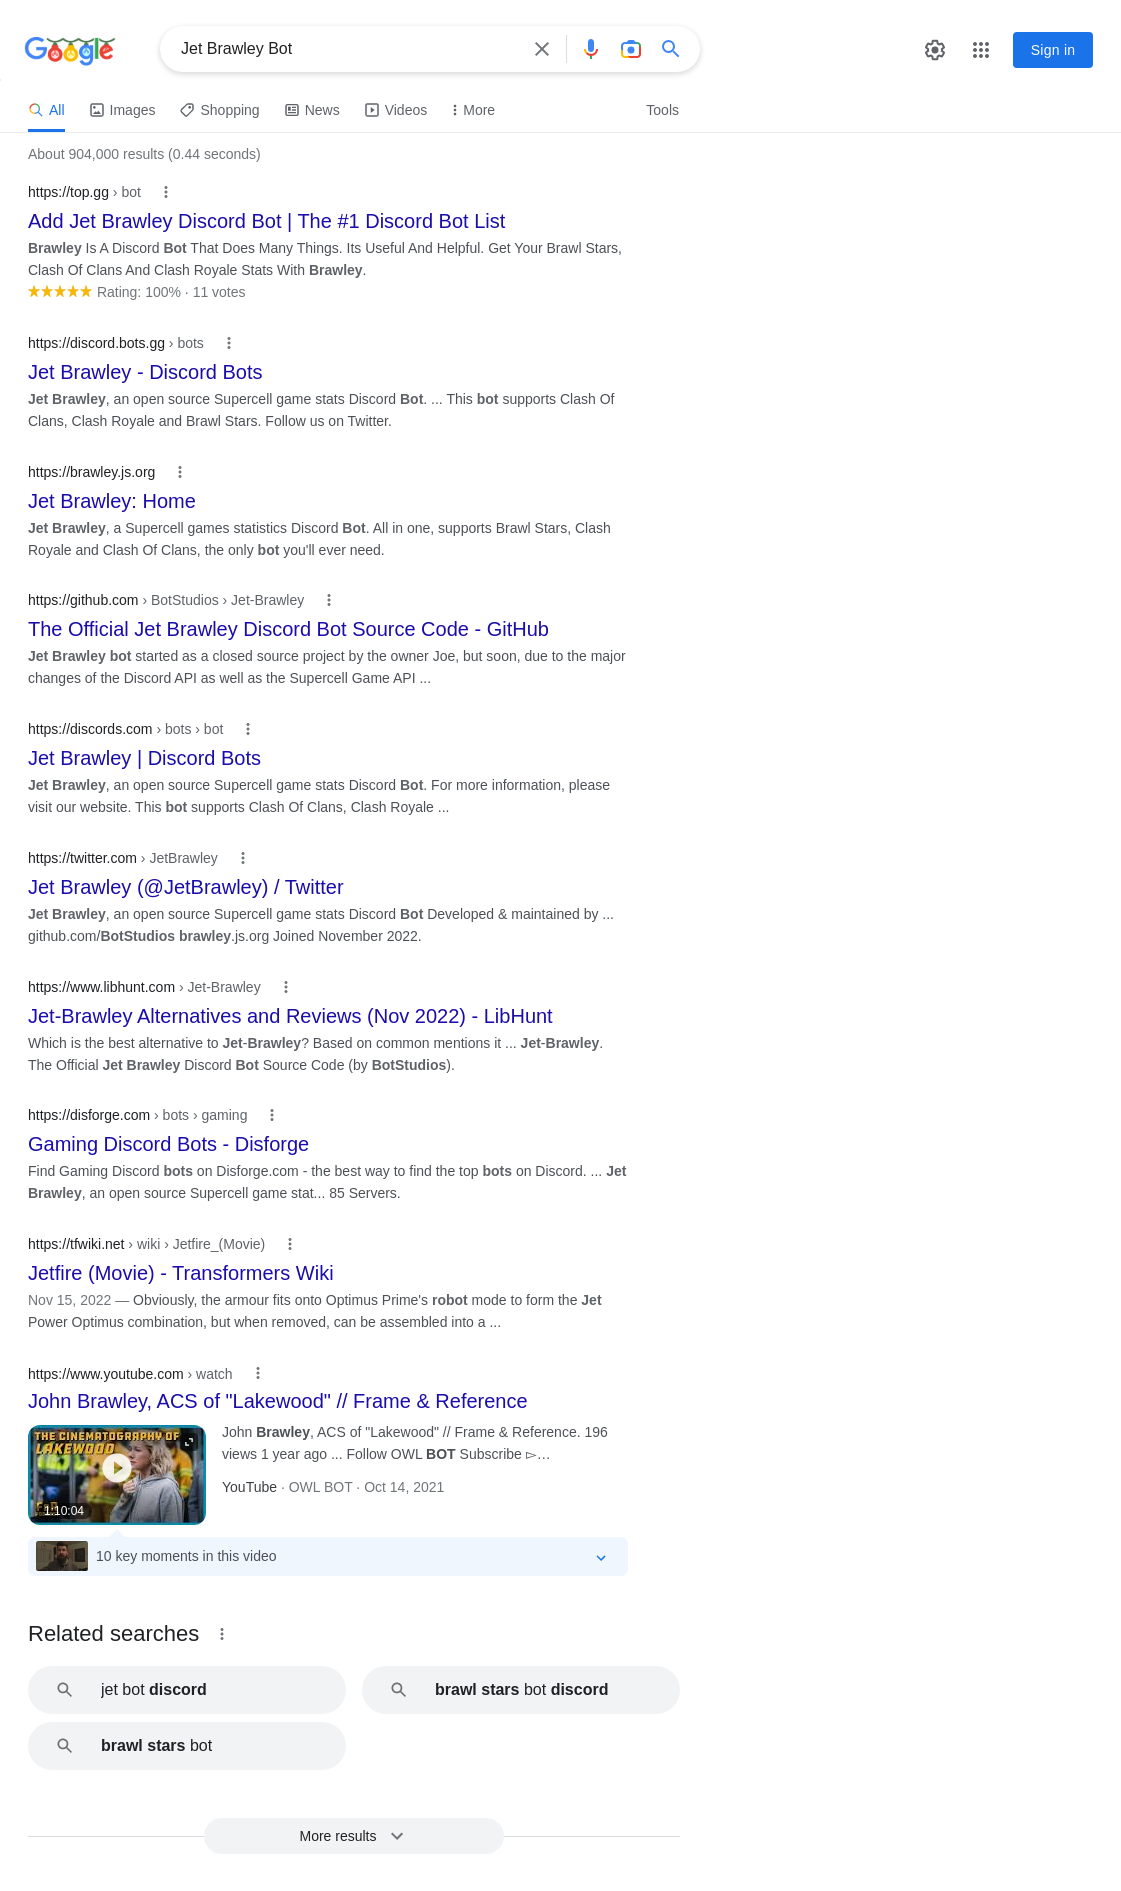 Google
Jet Brawley Bot
Sign in
All
Images
Shopping
News
Videos
More
Tools
About 904,000 results (0.44 seconds)
https://top.gg › bot
Add Jet Brawley Discord Bot | The #1 Discord Bot List
Brawley Is A Discord Bot That Does Many Things. Its Useful And Helpful. Get Your Brawl Stars,
Clash Of Clans And Clash Royale Stats With Brawley.
Rating: 100% · 11 votes
https://discord.bots.gg › bots
Jet Brawley - Discord Bots
Jet Brawley, an open source Supercell game stats Discord Bot. ... This bot supports Clash Of
Clans, Clash Royale and Brawl Stars. Follow us on Twitter.
https://brawley.js.org
Jet Brawley: Home
Jet Brawley, a Supercell games statistics Discord Bot. All in one, supports Brawl Stars, Clash
Royale and Clash Of Clans, the only bot you'll ever need.
https://github.com › BotStudios › Jet-Brawley
The Official Jet Brawley Discord Bot Source Code - GitHub
Jet Brawley bot started as a closed source project by the owner Joe, but soon, due to the major
changes of the Discord API as well as the Supercell Game API ...
https://discords.com › bots › bot
Jet Brawley | Discord Bots
Jet Brawley, an open source Supercell game stats Discord Bot. For more information, please
visit our website. This bot supports Clash Of Clans, Clash Royale ...
https://twitter.com › JetBrawley
Jet Brawley (@JetBrawley) / Twitter
Jet Brawley, an open source Supercell game stats Discord Bot Developed & maintained by ...
github.com/BotStudios brawley.js.org Joined November 2022.
https://www.libhunt.com › Jet-Brawley
Jet-Brawley Alternatives and Reviews (Nov 2022) - LibHunt
Which is the best alternative to Jet-Brawley? Based on common mentions it ... Jet-Brawley.
The Official Jet Brawley Discord Bot Source Code (by BotStudios).
https://disforge.com › bots › gaming
Gaming Discord Bots - Disforge
Find Gaming Discord bots on Disforge.com - the best way to find the top bots on Discord. ... Jet
Brawley, an open source Supercell game stat... 85 Servers.
https://tfwiki.net › wiki › Jetfire_(Movie)
Jetfire (Movie) - Transformers Wiki
Nov 15, 2022 — Obviously, the armour fits onto Optimus Prime's robot mode to form the Jet
Power Optimus combination, but when removed, can be assembled into a ...
https://www.youtube.com › watch
John Brawley, ACS of "Lakewood" // Frame & Reference
THE CINEMATOGRAPHY OF
LAKEWOOD
1:10:04
John Brawley, ACS of "Lakewood" // Frame & Reference. 196
views 1 year ago ... Follow OWL BOT Subscribe ▻…
YouTube · OWL BOT · Oct 14, 2021
10 key moments in this video
Related searches
jet bot discord
brawl stars bot discord
brawl stars bot
More results